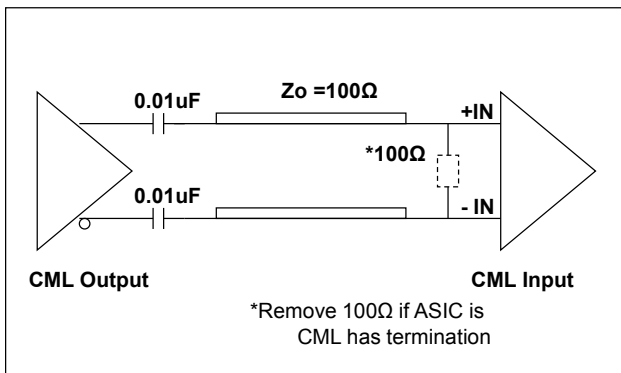 0.01uF
Zo =100Ω
+IN
*100Ω
0.01uF
- IN
CML Output
CML Input
*Remove 100Ω if ASIC is
CML has termination